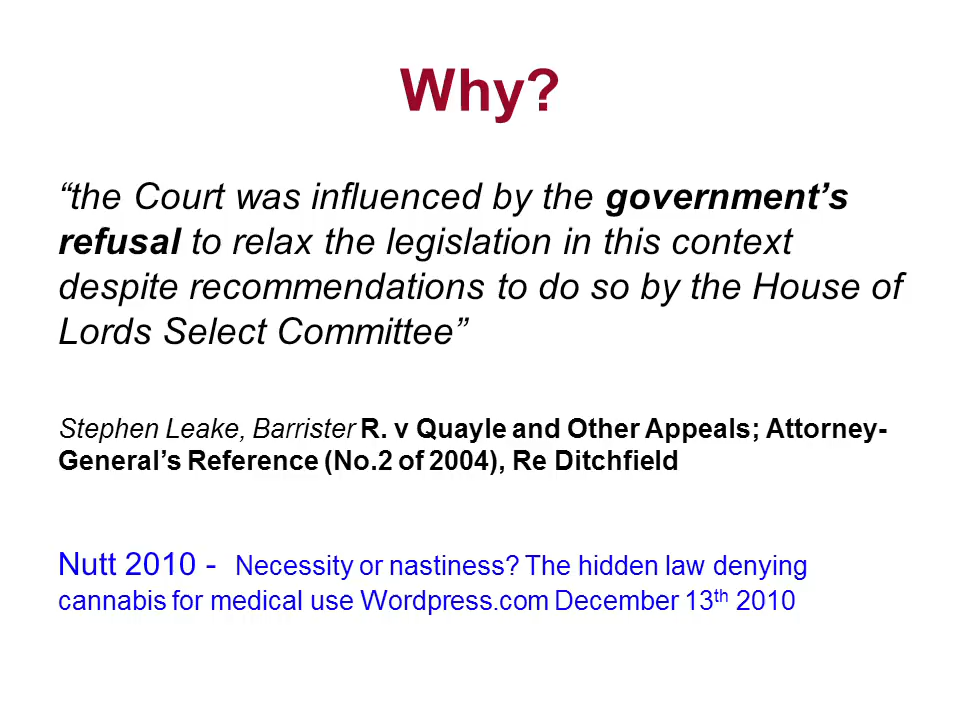 Why?
“the Court was influenced by the government’s
refusal to relax the legislation in this context
despite recommendations to do so by the House of
Lords Select Committee”
Stephen Leake, Barrister R. v Quayle and Other Appeals; Attorney-
General’s Reference (No.2 of 2004), Re Ditchfield
Nutt 2010 - Necessity or nastiness? The hidden law denying
cannabis for medical use Wordpress.com December 13th 2010